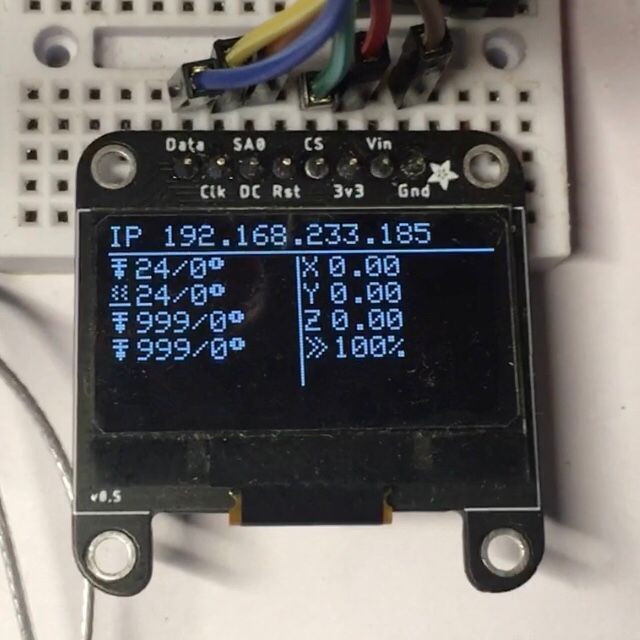 Data SA0 CS Vin
Clk DC Rst 3v3 Gnd
IP 192.168.233.185
24/0° X 0.00
24/0° Y 0.00
999/0° Z 0.00
999/0° 100%
v0.5